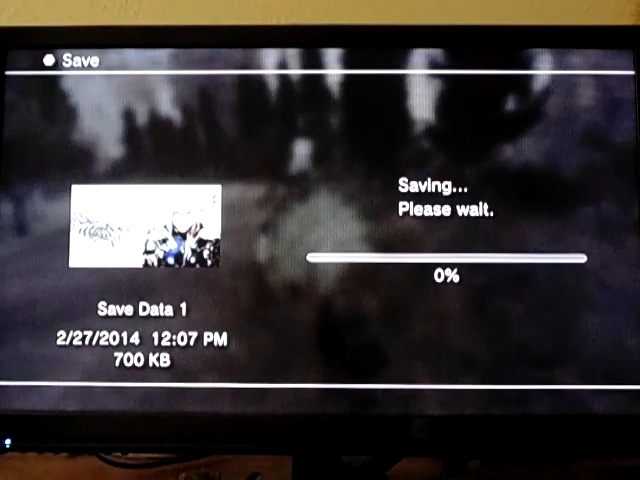 Save
Saving...
Please wait.
0%
Save Data 1
2/27/2014 12:07 PM
700 KB